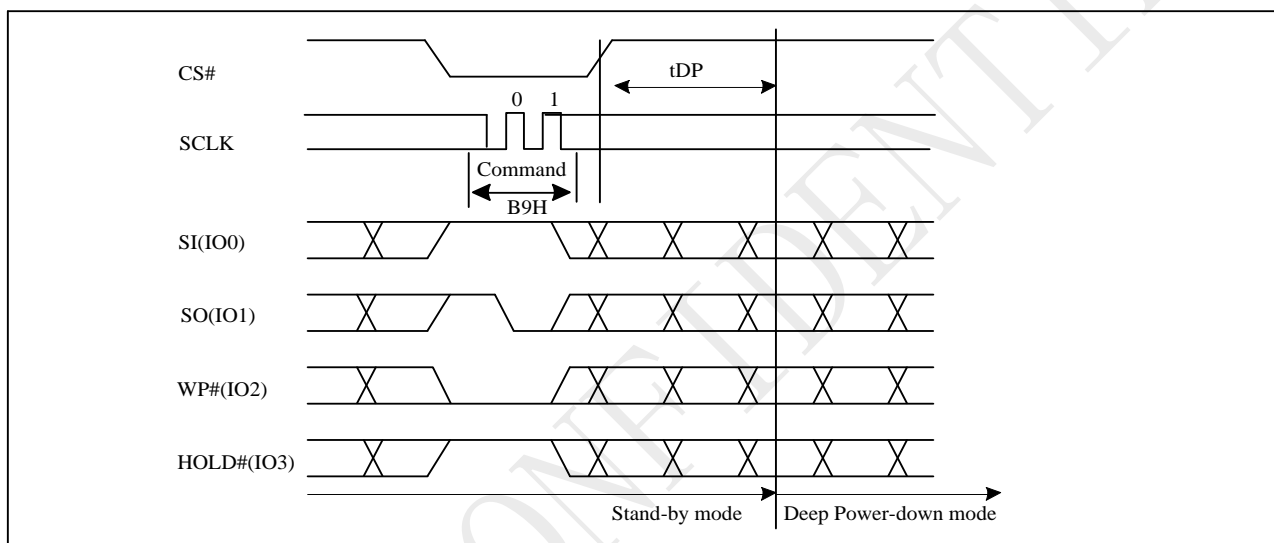 CS#
tDP
0 1
SCLK
Command
B9H
SI(IO0)
SO(IO1)
WP#(IO2)
HOLD#(IO3)
Stand-by mode Deep Power-down mode
ONFIDENTI